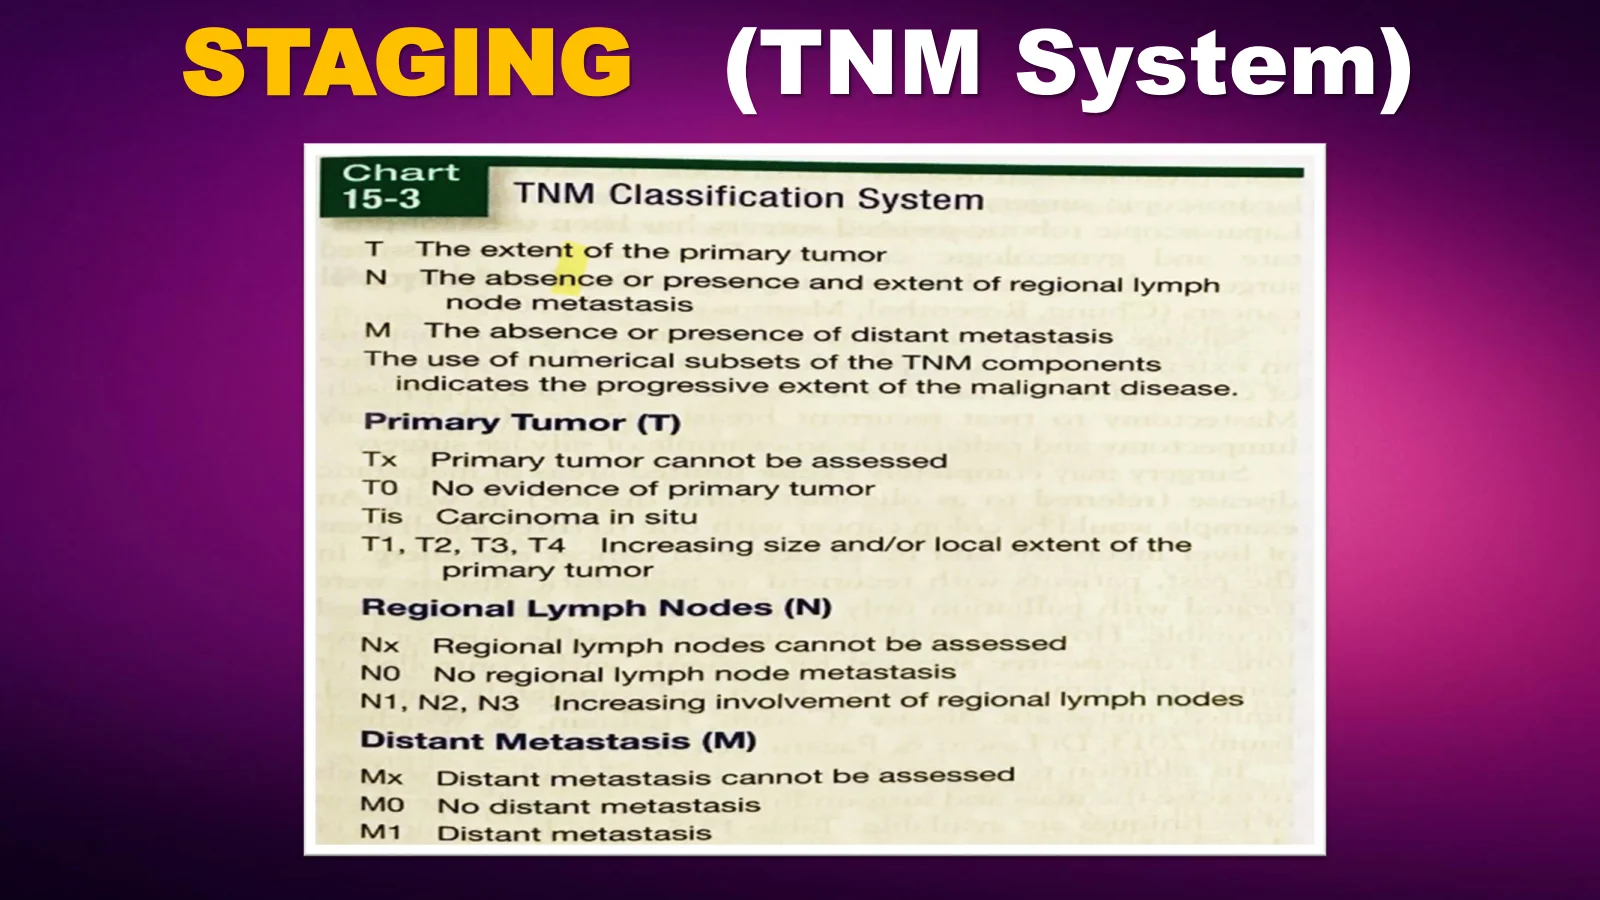 STAGING (TNM System)
Chart
15-3
TNM Classification System
T The extent of the primary tumor
N The absence or presence and extent of regional lymph
node metastasis
M The absence or presence of distant metastasis
The use of numerical subsets of the TNM components
indicates the progressive extent of the malignant disease.
Primary Tumor (T)
Tx Primary tumor cannot be assessed
T0 No evidence of primary tumor
Tis Carcinoma in situ
T1, T2, T3, T4 Increasing size and/or local extent of the
primary tumor
Regional Lymph Nodes (N)
Nx Regional lymph nodes cannot be assessed
N0 No regional lymph node metastasis
N1, N2, N3 Increasing involvement of regional lymph nodes
Distant Metastasis (M)
Mx Distant metastasis cannot be assessed
M0 No distant metastasis
M1 Distant metastasis